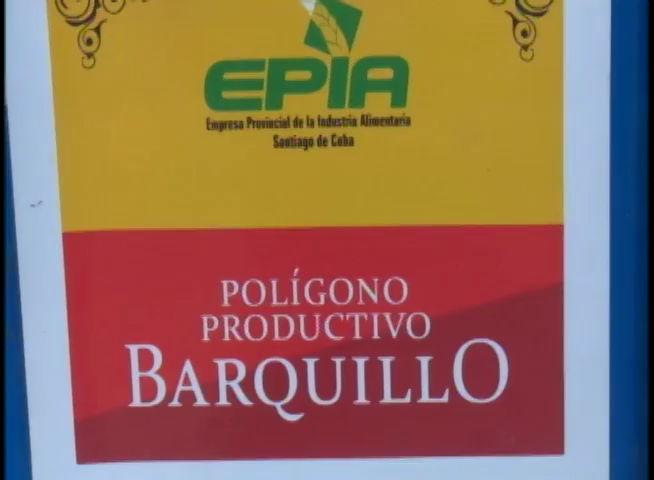 EPIA
Empresa Provincial de la Industria Alimentaria
Santiago de Cuba
POLÍGONO
PRODUCTIVO
BARQUILLO